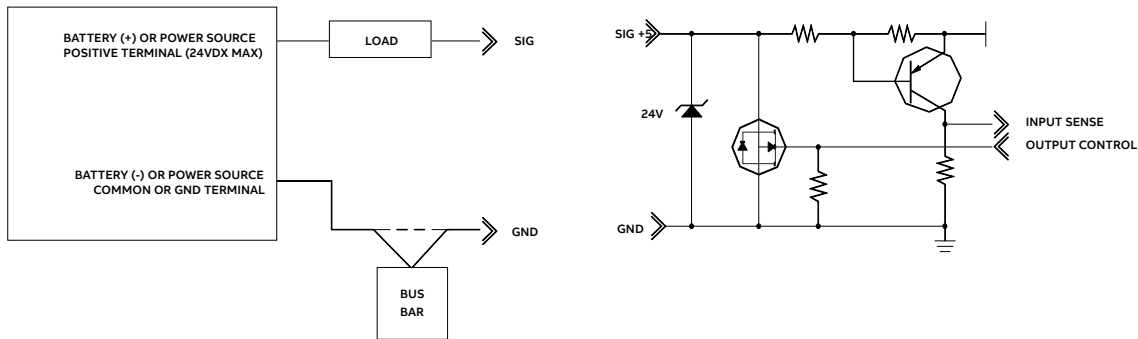 BATTERY (+) OR POWER SOURCE
POSITIVE TERMINAL (24VDX MAX)
LOAD
SIG
BATTERY (-) OR POWER SOURCE
COMMON OR GND TERMINAL
GND
BUS
BAR
SIG +5
24V
INPUT SENSE
OUTPUT CONTROL
GND